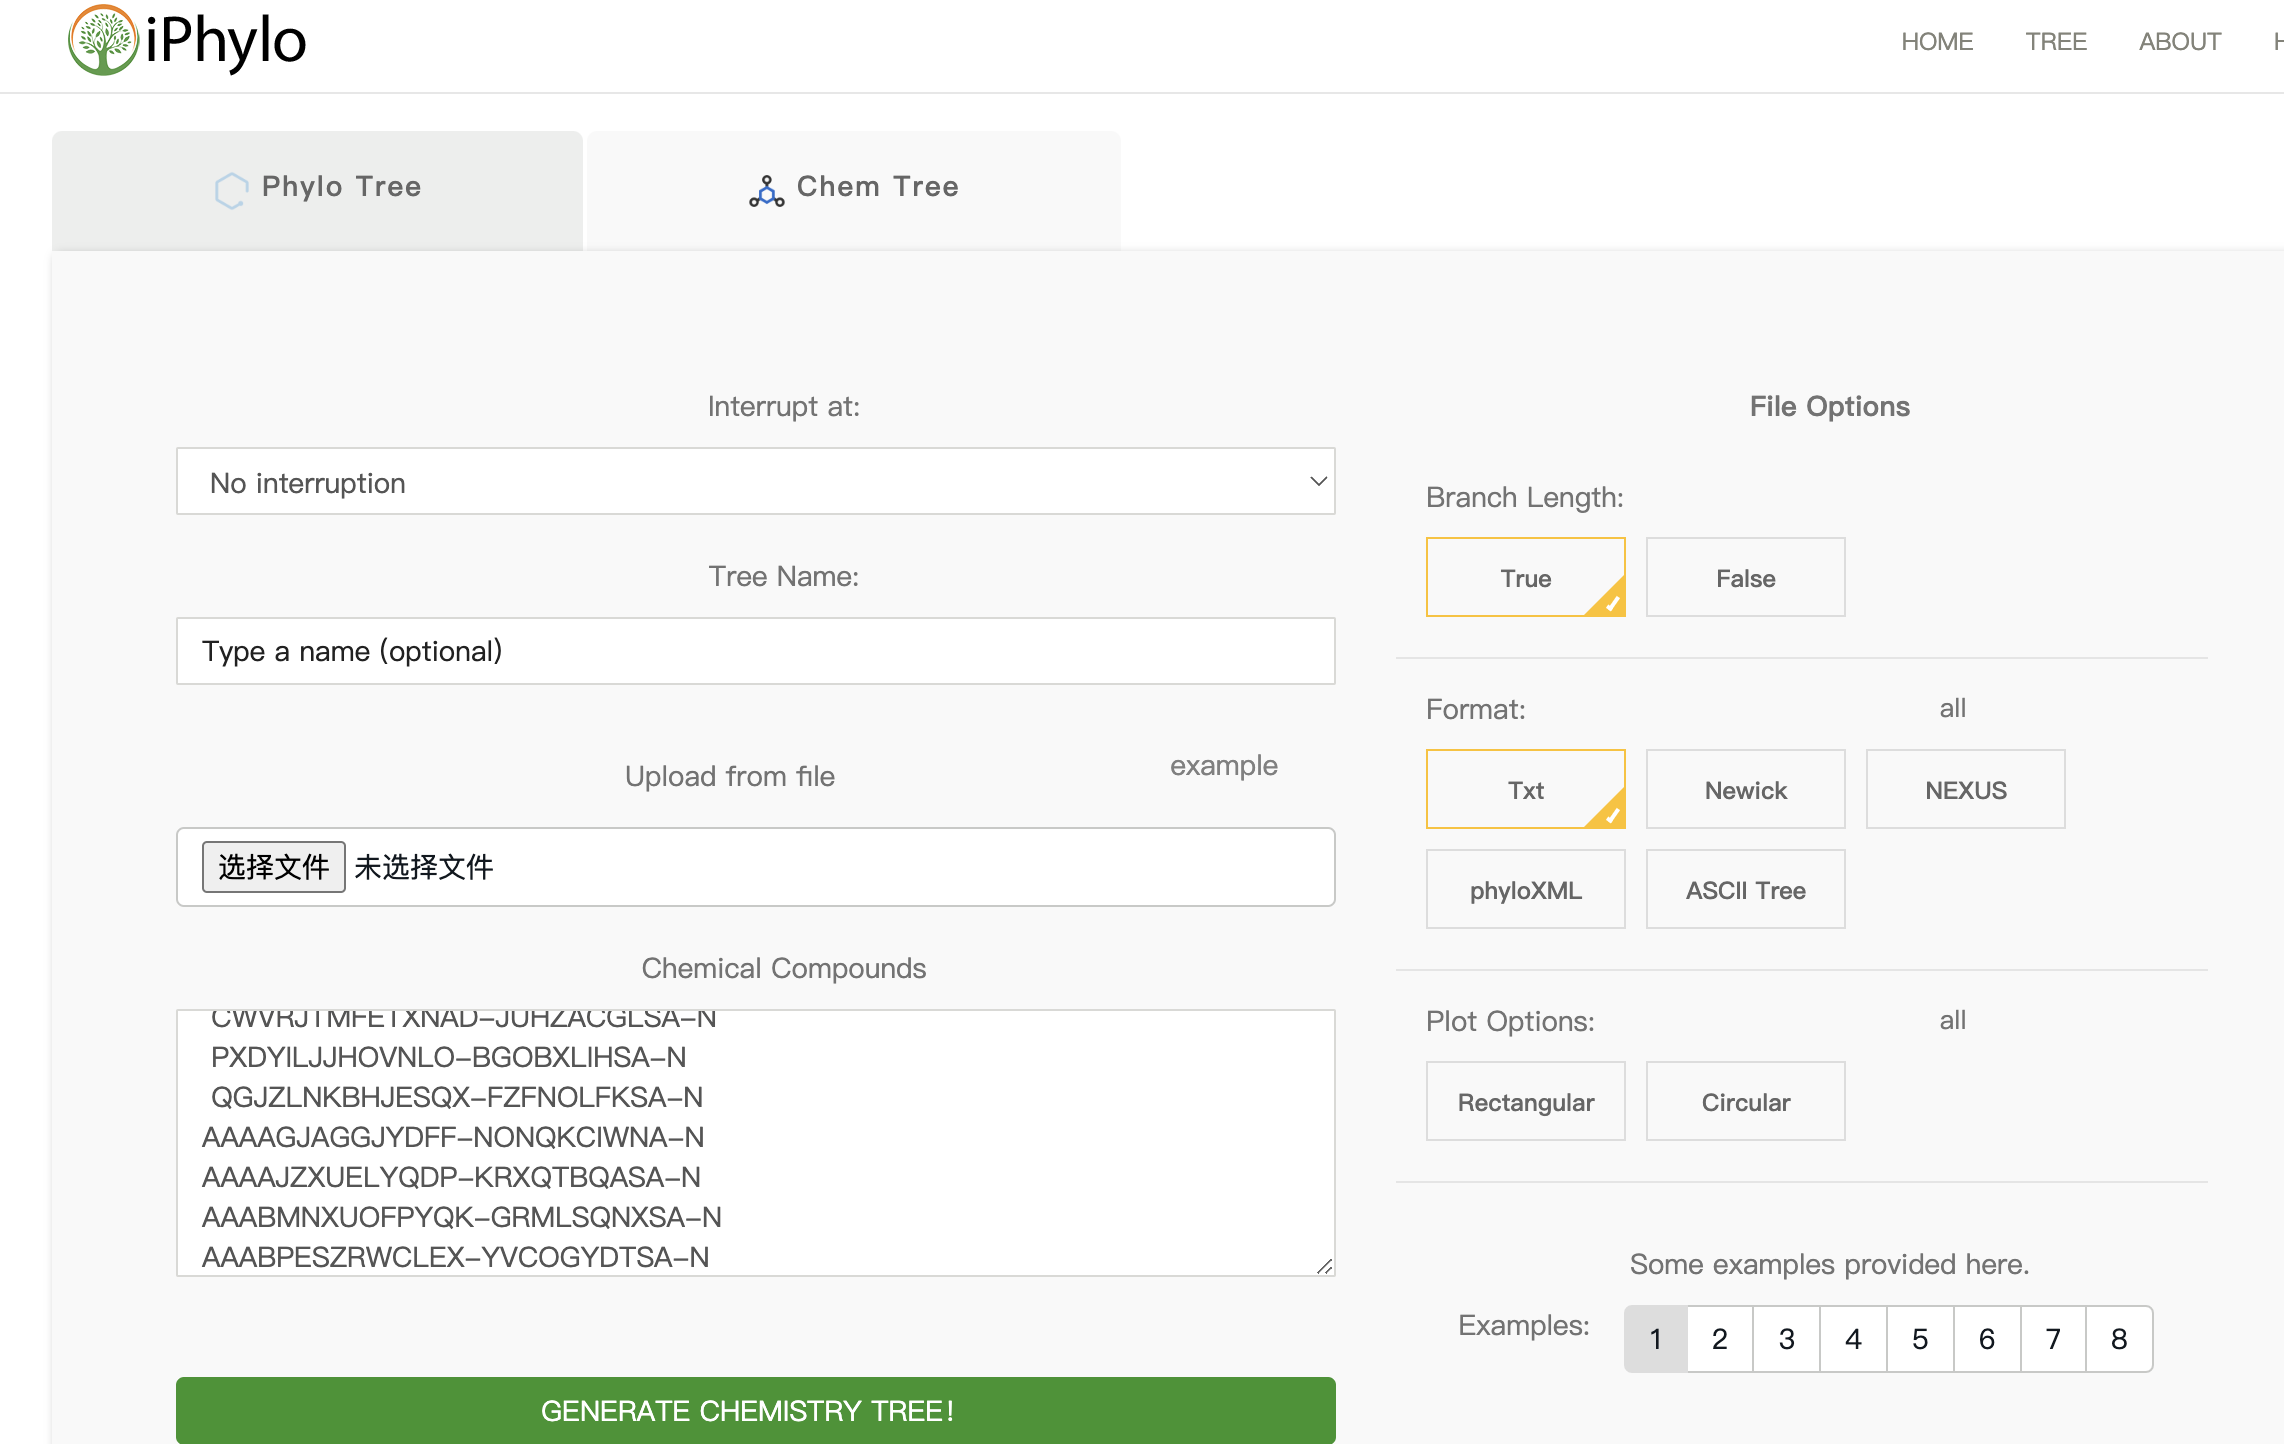 iPhylo
HOME TREE ABOUT
Phylo Tree
Chem Tree
Interrupt at:
No interruption
Tree Name:
Type a name (optional)
Upload from file
example
选择文件 未选择文件
Chemical Compounds
CWVRJTMFETXNAD-JUHZACGLSA-N
PXDYILJJHOVNLO-BGOBXLIHSA-N
QGJZLNKBHJESQX-FZFNOLFKSA-N
AAAAGJAGGJYDFF-NONQKCIWNA-N
AAAAJZXUELYQDP-KRXQTBQASA-N
AAABMNXUOFPYQK-GRMLSQNXSA-N
AAABPESZRWCLEX-YVCOGYDTSA-N
GENERATE CHEMISTRY TREE!
File Options
Branch Length:
True False
Format: all
Txt Newick NEXUS
phyloXML ASCII Tree
Plot Options: all
Rectangular Circular
Some examples provided here.
Examples: 1 2 3 4 5 6 7 8